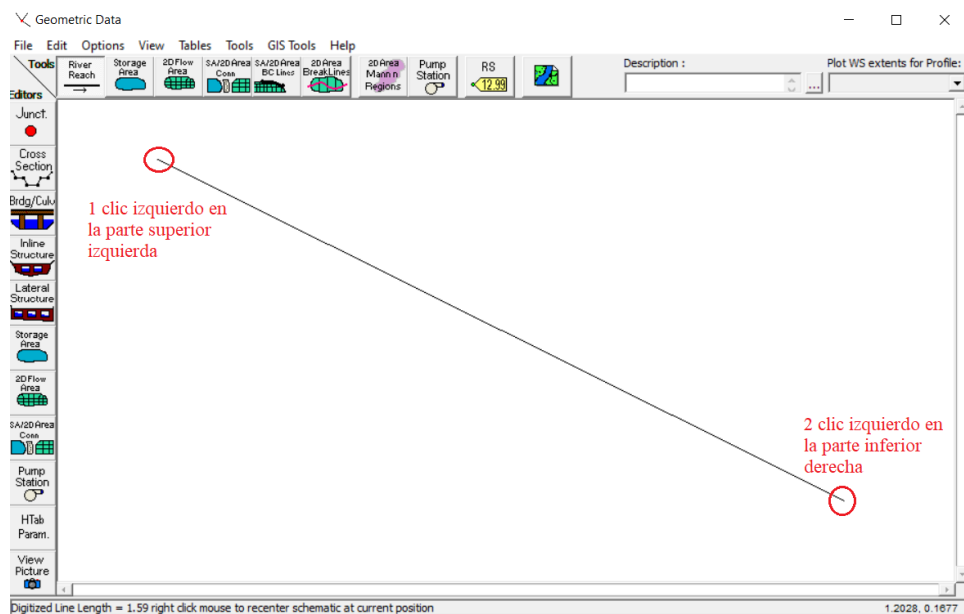 Geometric Data
File Edit Options View Tables Tools GIS Tools Help
Tools
Editors
River
Reach
Storage
Area
2D Flow
Area
SA/2D Area
Conn
SA/2D Area
BC Lines
2D Area
BreakLines
2D Area
Mann n
Regions
Pump
Station
RS
12.99
Description :
...
Plot WS extents for Profile:
Junct.
Cross
Section
Brdg/Culv
Inline
Structure
Lateral
Structure
Storage
Area
2D Flow
Area
SA/2D Area
Conn
Pump
Station
HTab
Param.
View
Picture
1 clic izquierdo en
la parte superior
izquierda
2 clic izquierdo en
la parte inferior
derecha
Digitized Line Length = 1.59 right click mouse to recenter schematic at current position
1.2028, 0.1677